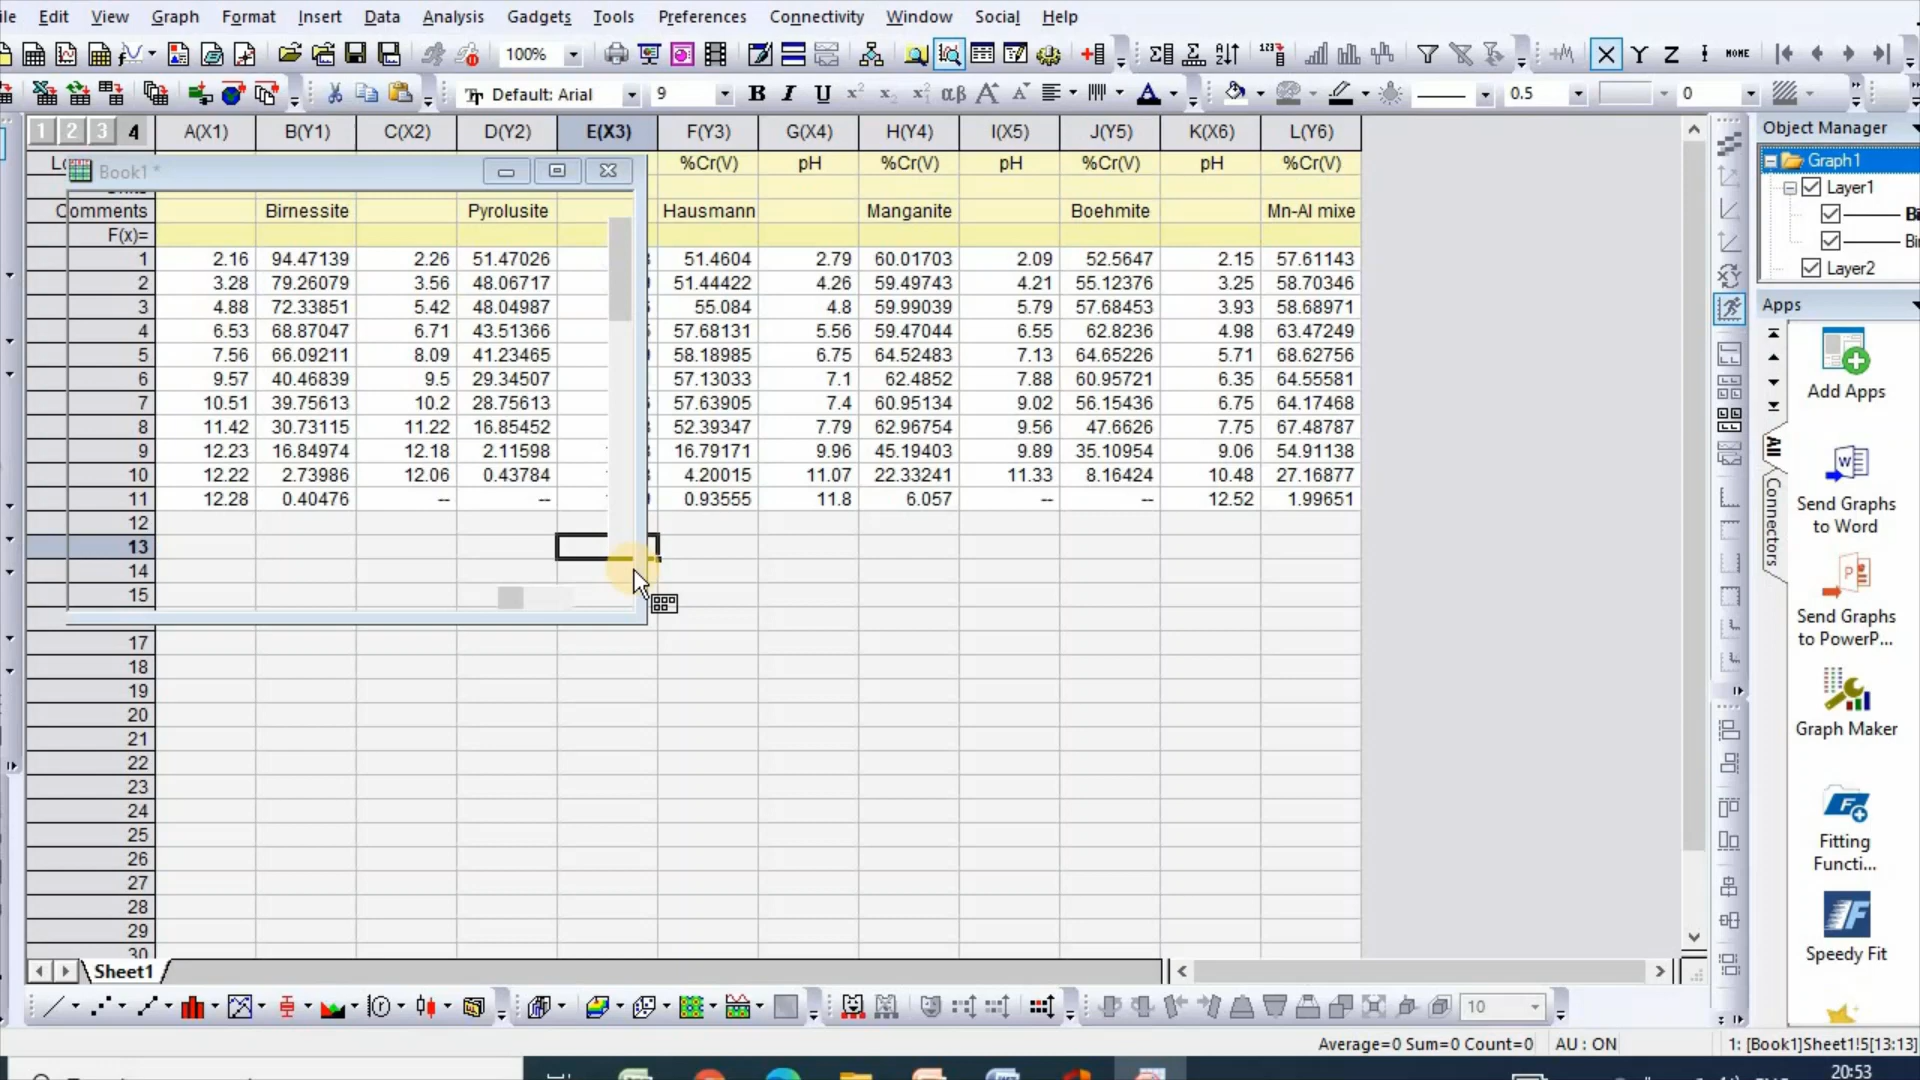 ile Edit View Graph Format Insert Data Analysis Gadgets Tools Preferences Connectivity Window Social Help
100% X Y Z HOME
Default: Arial 9 B I U αβ A A A 0.5 0
1 2 3 4 A(X1) B(Y1) C(X2) D(Y2) E(X3) F(Y3) G(X4) H(Y4) I(X5) J(Y5) K(X6) L(Y6)
Book1 *
%Cr(V) pH %Cr(V) pH %Cr(V) pH %Cr(V)
Comments Birnessite Pyrolusite Hausmann Manganite Boehmite Mn-Al mixe
F(x)=
1 2.16 94.47139 2.26 51.47026 51.4604 2.79 60.01703 2.09 52.5647 2.15 57.61143
2 3.28 79.26079 3.56 48.06717 51.44422 4.26 59.49743 4.21 55.12376 3.25 58.70346
3 4.88 72.33851 5.42 48.04987 55.084 4.8 59.99039 5.79 57.68453 3.93 58.68971
4 6.53 68.87047 6.71 43.51366 57.68131 5.56 59.47044 6.55 62.8236 4.98 63.47249
5 7.56 66.09211 8.09 41.23465 58.18985 6.75 64.52483 7.13 64.65226 5.71 68.62756
6 9.57 40.46839 9.5 29.34507 57.13033 7.1 62.4852 7.88 60.95721 6.35 64.55581
7 10.51 39.75613 10.2 28.75613 57.63905 7.4 60.95134 9.02 56.15436 6.75 64.17468
8 11.42 30.73115 11.22 16.85452 52.39347 7.79 62.96754 9.56 47.6626 7.75 67.48787
9 12.23 16.84974 12.18 2.11598 16.79171 9.96 45.19403 9.89 35.10954 9.06 54.91138
10 12.22 2.73986 12.06 0.43784 4.20015 11.07 22.33241 11.33 8.16424 10.48 27.16877
11 12.28 0.40476 -- -- 0.93555 11.8 6.057 -- -- 12.52 1.99651
12
13
14
15
17
18
19
20
21
22
23
24
25
26
27
28
29
30
Sheet1
10
Average=0 Sum=0 Count=0 AU : ON 1: [Book1]Sheet1!5[13:13]
20:53
Object Manager
Graph1
Layer1
Bi
Bir
Layer2
Apps
All
Connectors
Add Apps
Send Graphs
to Word
Send Graphs
to PowerP...
Graph Maker
Fitting
Functi...
Speedy Fit